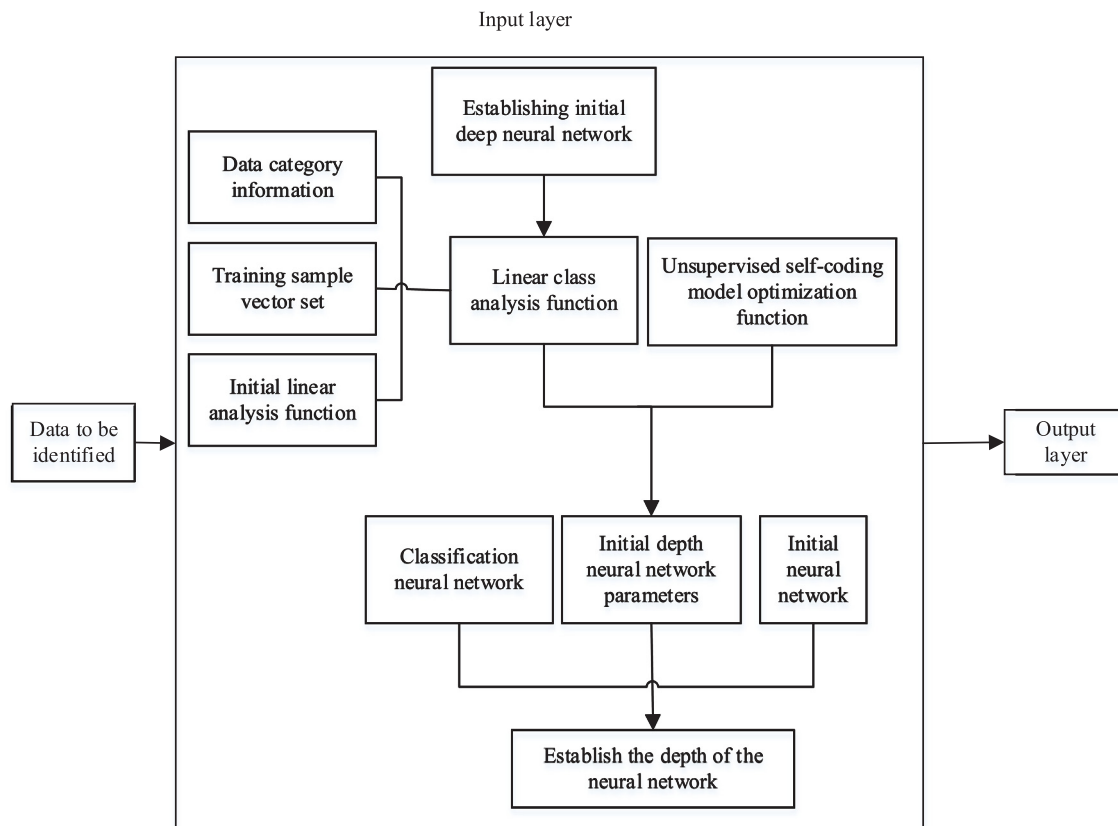 Input layer
Establishing initial
deep neural network
Data category
information
Training sample
vector set
Linear class
analysis function
Unsupervised self-coding
model optimization
function
Initial linear
analysis function
Data to be
identified
Output
layer
Classification
neural network
Initial depth
neural network
parameters
Initial
neural
network
Establish the depth of the
neural network